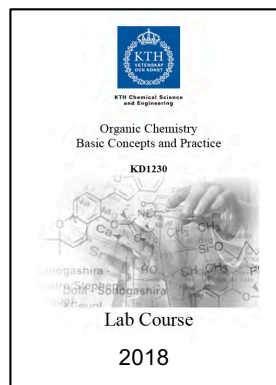 KTH
VETENSKAP
OCH KONST
KTH Chemical Science
and Engineering
Organic Chemistry
Basic Concepts and Practice
KD1230
Sonogashira -
Sonogashira
Lab Course
2018